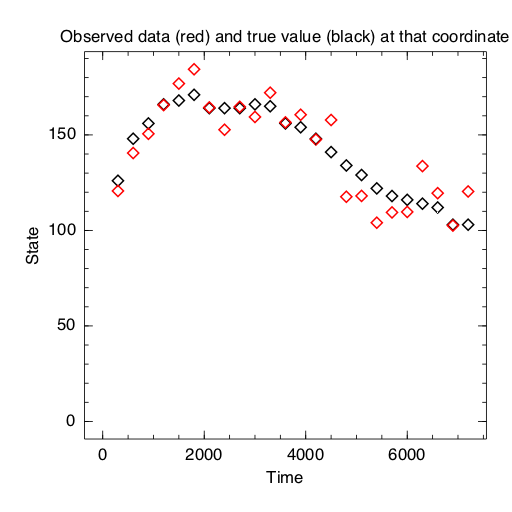 Observed data (red) and true value (black) at that coordinate
150
100
50
0
State
0 2000 4000 6000
Time